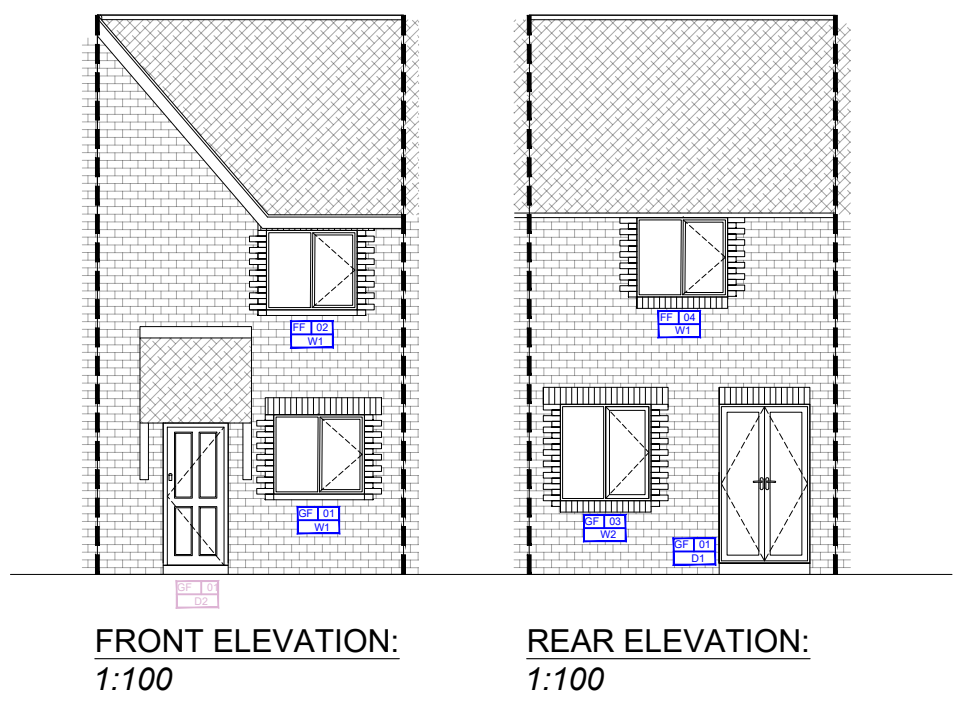 FF 02
W1
FF 04
W1
GF 01
W1
GF 03
W2
GF 01
D1
GF 01
D2
FRONT ELEVATION:
1:100
REAR ELEVATION:
1:100